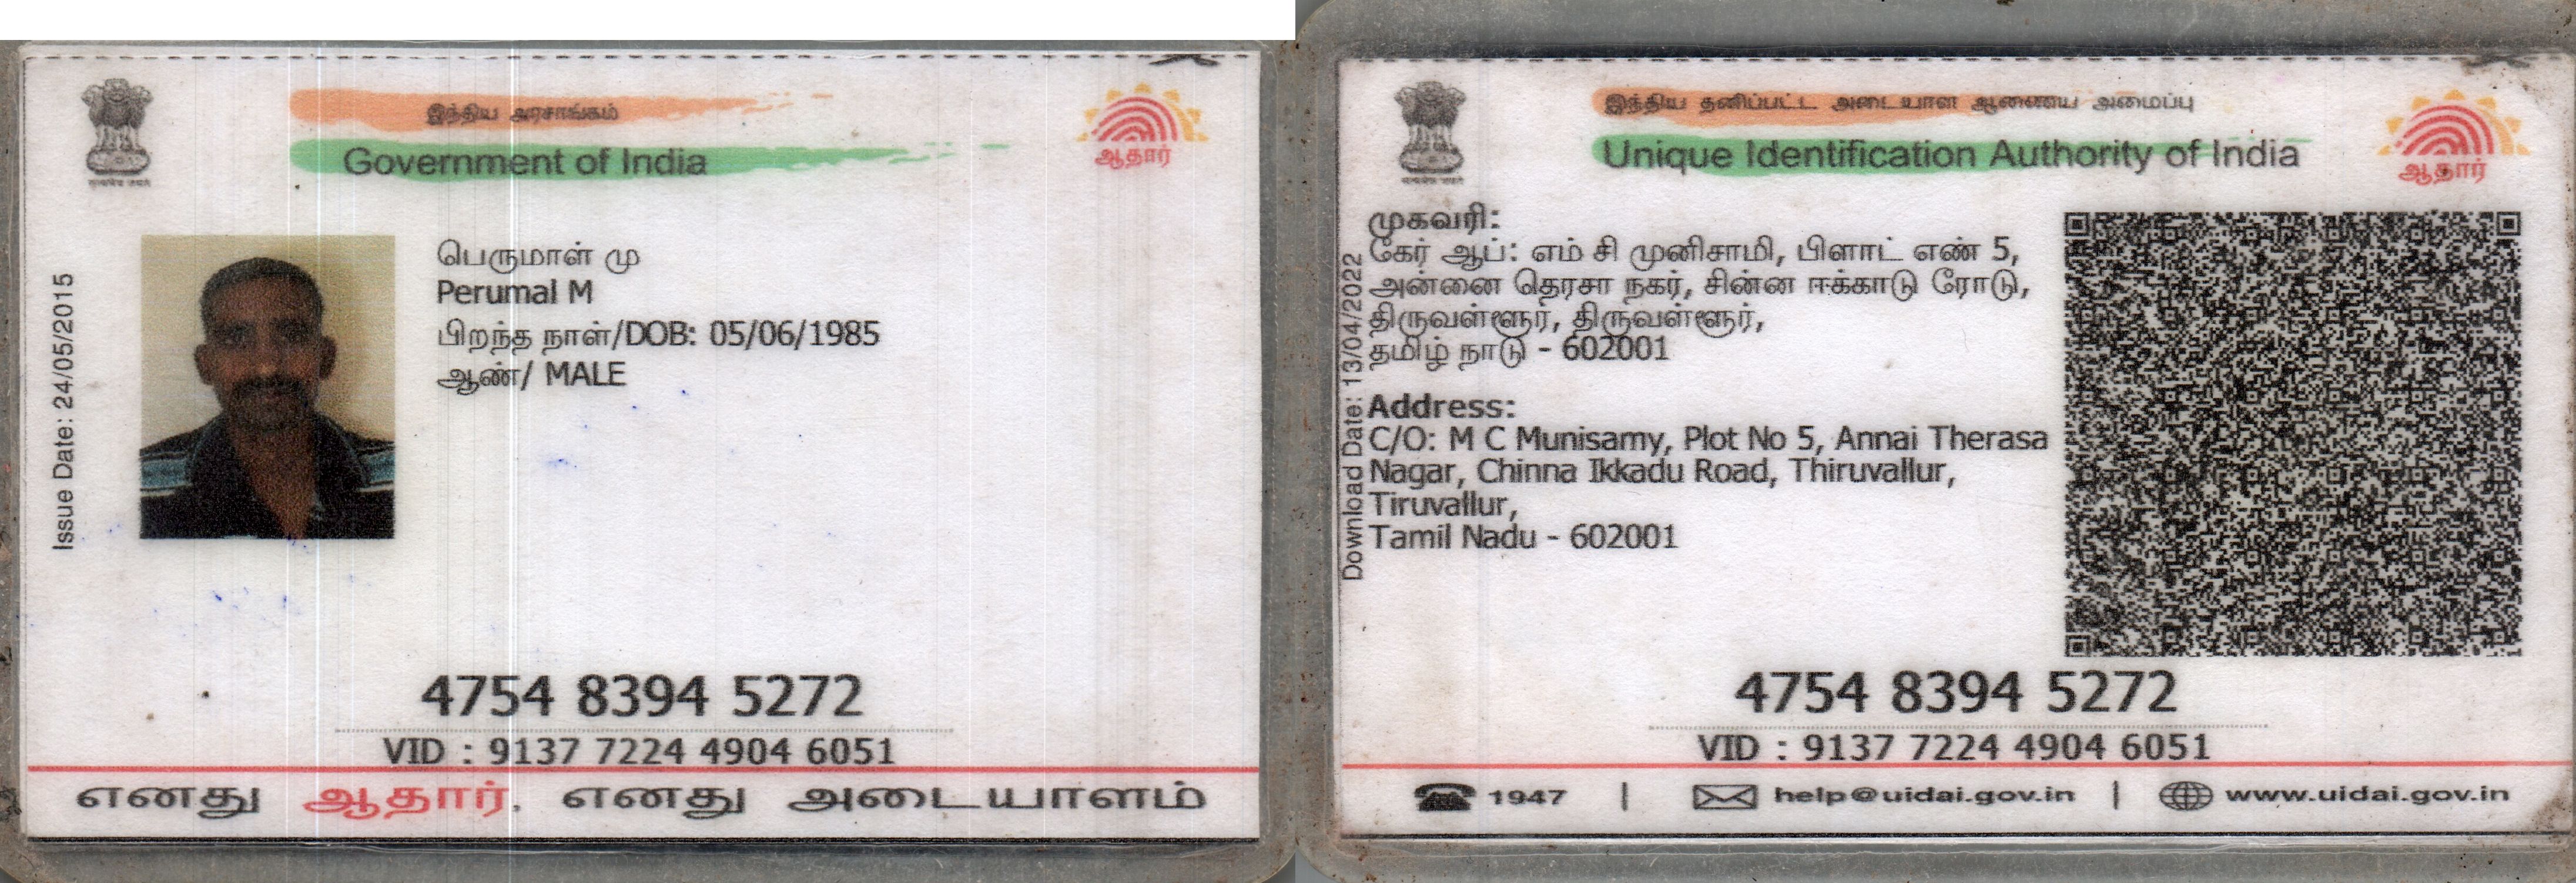 இந்திய அரசாங்கம்
Government of India
ஆதார்
Issue Date: 24/05/2015
பெருமாள் மு
Perumal M
பிறந்த நாள்/DOB: 05/06/1985
ஆண்/ MALE
4754 8394 5272
VID : 9137 7224 4904 6051
எனது ஆதார், எனது அடையாளம்
இந்திய தனிப்பட்ட அடையாள ஆணைய அமைப்பு
Unique Identification Authority of India
ஆதார்
Download Date: 13/04/2022
முகவரி:
கேர் ஆப்: எம் சி முனிசாமி, பிளாட் எண் 5,
அன்னை தெரசா நகர், சின்ன ஈக்காடு ரோடு,
திருவள்ளூர், திருவள்ளூர்,
தமிழ் நாடு - 602001
Address:
C/O: M C Munisamy, Plot No 5, Annai Therasa
Nagar, Chinna Ikkadu Road, Thiruvallur,
Tiruvallur,
Tamil Nadu - 602001
4754 8394 5272
VID : 9137 7224 4904 6051
1947 | help@uidai.gov.in | www.uidai.gov.in